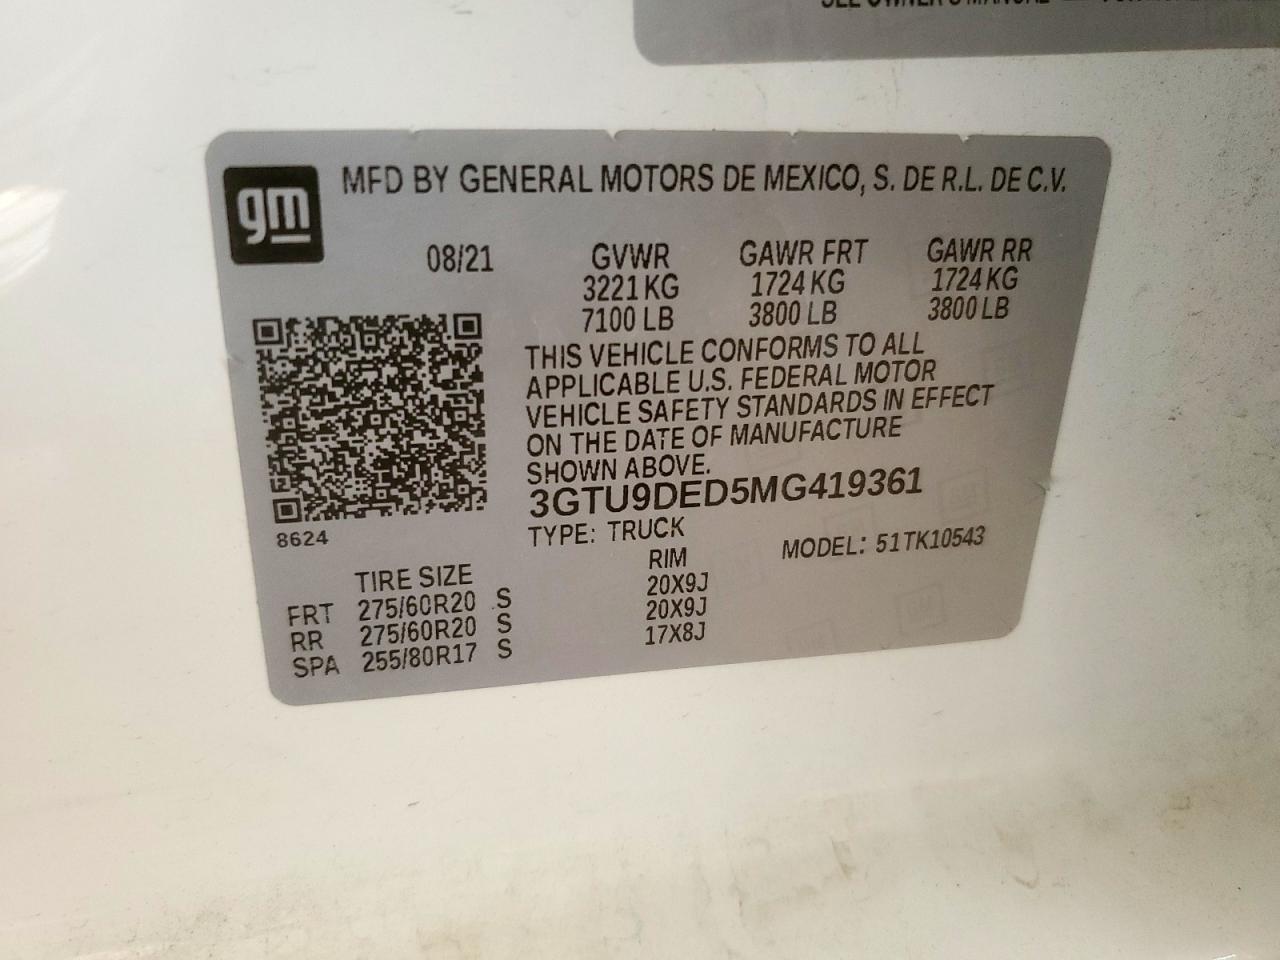 gm
MFD BY GENERAL MOTORS DE MEXICO, S. DE R.L. DE C.V.
08/21 GVWR GAWR FRT GAWR RR
3221 KG 1724 KG 1724 KG
7100 LB 3800 LB 3800 LB
THIS VEHICLE CONFORMS TO ALL
APPLICABLE U.S. FEDERAL MOTOR
VEHICLE SAFETY STANDARDS IN EFFECT
ON THE DATE OF MANUFACTURE
SHOWN ABOVE.
3GTU9DED5MG419361
8624
TYPE: TRUCK MODEL: 51TK10543
TIRE SIZE RIM
FRT 275/60R20 S 20X9J
RR 275/60R20 S 20X9J
SPA 255/80R17 S 17X8J